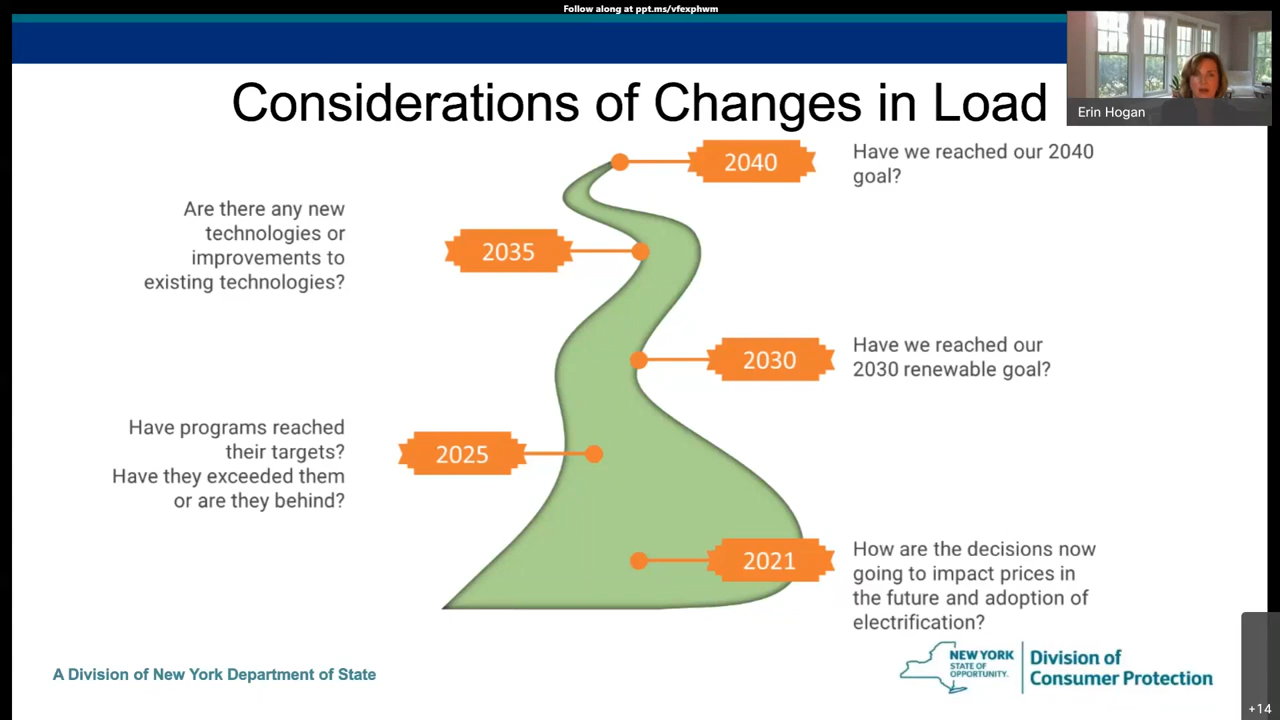 Follow along at ppt.ms/vfexphwm
Erin Hogan
Considerations of Changes in Load
2040
Have we reached our 2040
goal?
Are there any new
technologies or
improvements to
existing technologies?
2035
2030
Have we reached our
2030 renewable goal?
Have programs reached
their targets?
Have they exceeded them
or are they behind?
2025
2021
How are the decisions now
going to impact prices in
the future and adoption of
electrification?
A Division of New York Department of State
NEW YORK
STATE OF
OPPORTUNITY.
Division of
Consumer Protection
+14